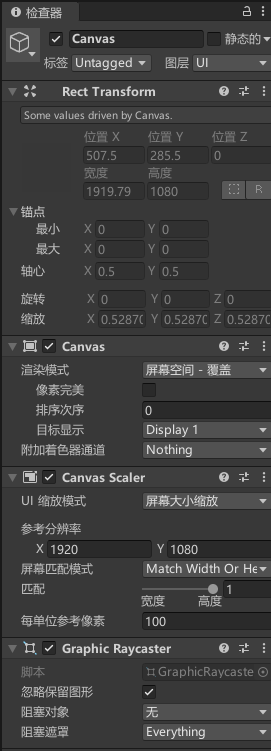 检查器
Canvas 静态的
标签 Untagged 图层 UI
Rect Transform
Some values driven by Canvas.
位置 X 位置 Y 位置 Z
507.5 285.5 0
宽度 高度
1919.79 1080 R
锚点
最小 X 0 Y 0
最大 X 0 Y 0
轴心 X 0.5 Y 0.5
旋转 X 0 Y 0 Z 0
缩放 X 0.52870 Y 0.52870 Z 0.52870
Canvas
渲染模式 屏幕空间 - 覆盖
像素完美
排序次序 0
目标显示 Display 1
附加着色器通道 Nothing
Canvas Scaler
UI 缩放模式 屏幕大小缩放
参考分辨率
X 1920 Y 1080
屏幕匹配模式 Match Width Or He
匹配 1
宽度 高度
每单位参考像素 100
Graphic Raycaster
脚本 GraphicRaycaste
忽略保留图形
阻塞对象 无
阻塞遮罩 Everything